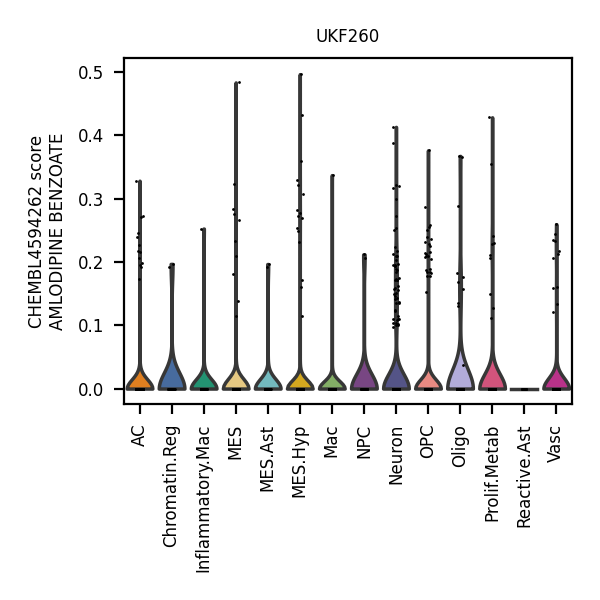 UKF260
CHEMBL4594262 score
AMLODIPINE BENZOATE
0.5
0.4
0.3
0.2
0.1
0.0
AC
Chromatin.Reg
Inflammatory.Mac
MES
MES.Ast
MES.Hyp
Mac
NPC
Neuron
OPC
Oligo
Prolif.Metab
Reactive.Ast
Vasc